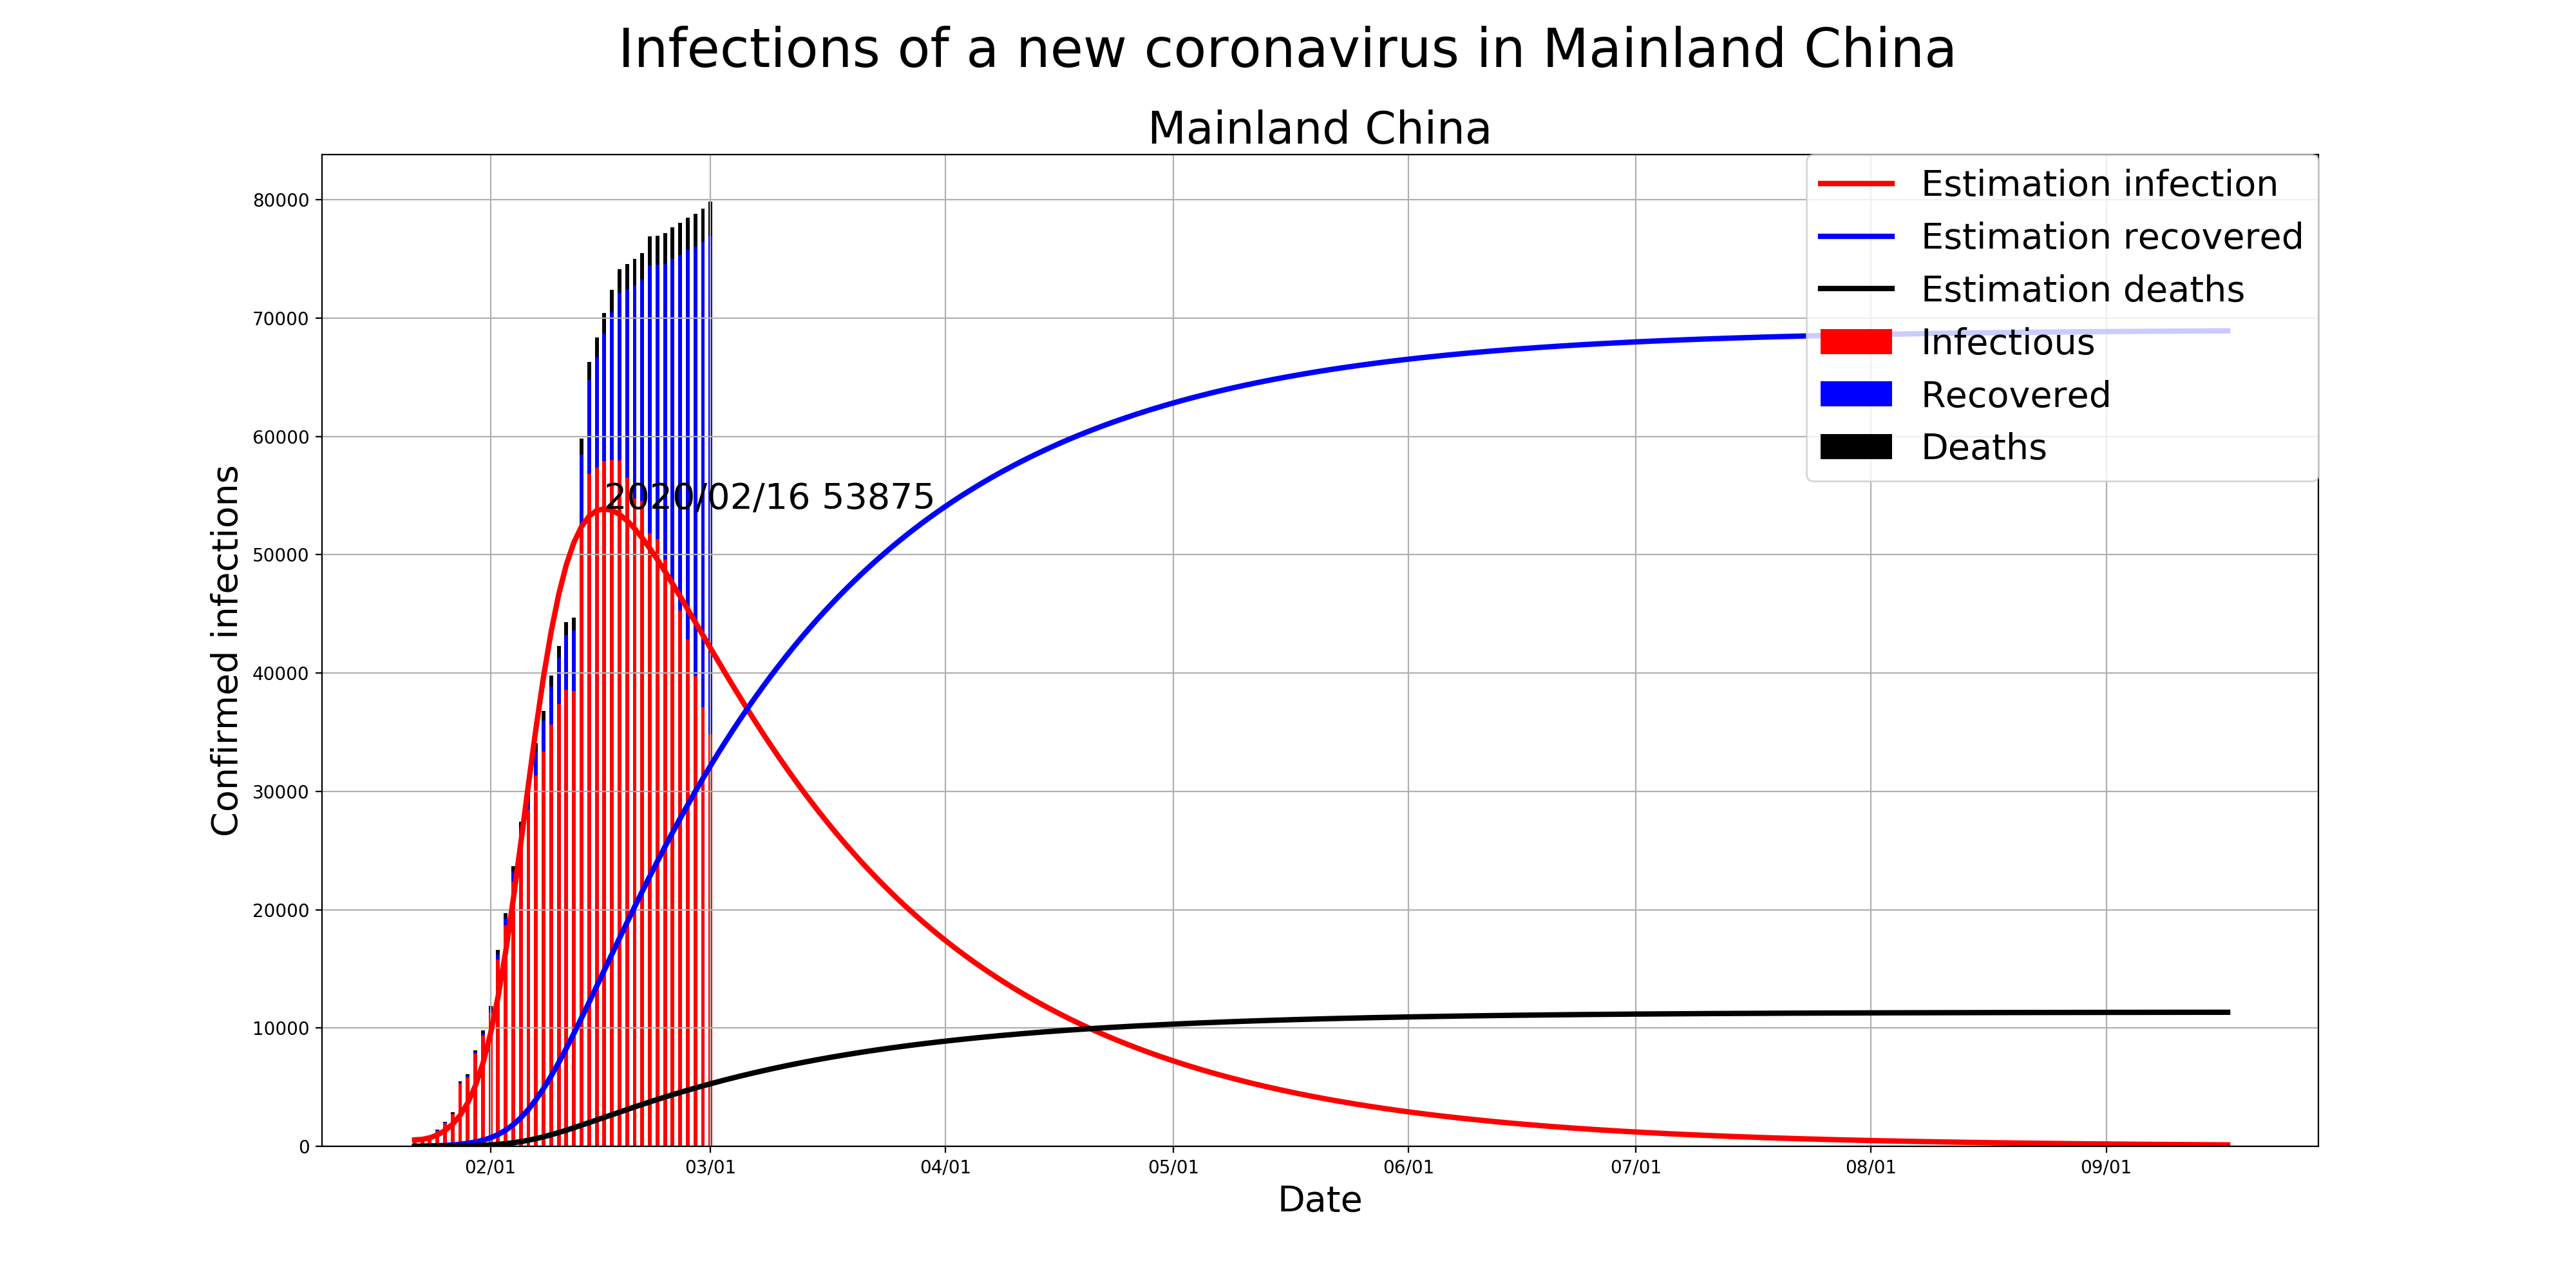 Infections of a new coronavirus in Mainland China
Mainland China
Estimation infection
Estimation recovered
Estimation deaths
Infectious
Recovered
Deaths
2020/02/16 53875
Confirmed infections
80000
70000
60000
50000
40000
30000
20000
10000
0
02/01 03/01 04/01 05/01 06/01 07/01 08/01 09/01
Date